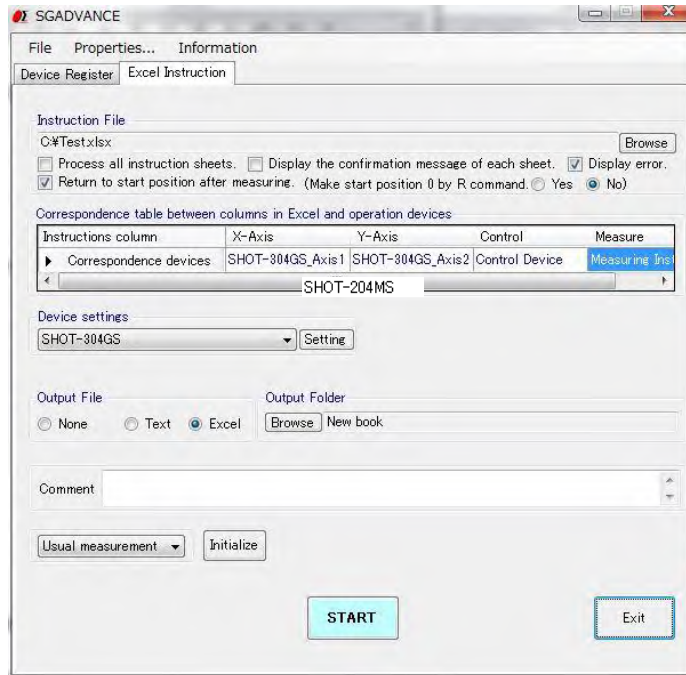 SGADVANCE
File Properties... Information
Device Register Excel Instruction
Instruction File
C:¥Test.xlsx Browse
Process all instruction sheets. Display the confirmation message of each sheet. Display error.
Return to start position after measuring. (Make start position 0 by R command. Yes No)
Correspondence table between columns in Excel and operation devices
Instructions column X-Axis Y-Axis Control Measure
Correspondence devices SHOT-304GS_Axis1 SHOT-304GS_Axis2 Control Device Measuring Inst
SHOT-204MS
Device settings
SHOT-304GS Setting
Output File Output Folder
None Text Excel Browse New book
Comment
Usual measurement Initialize
START Exit